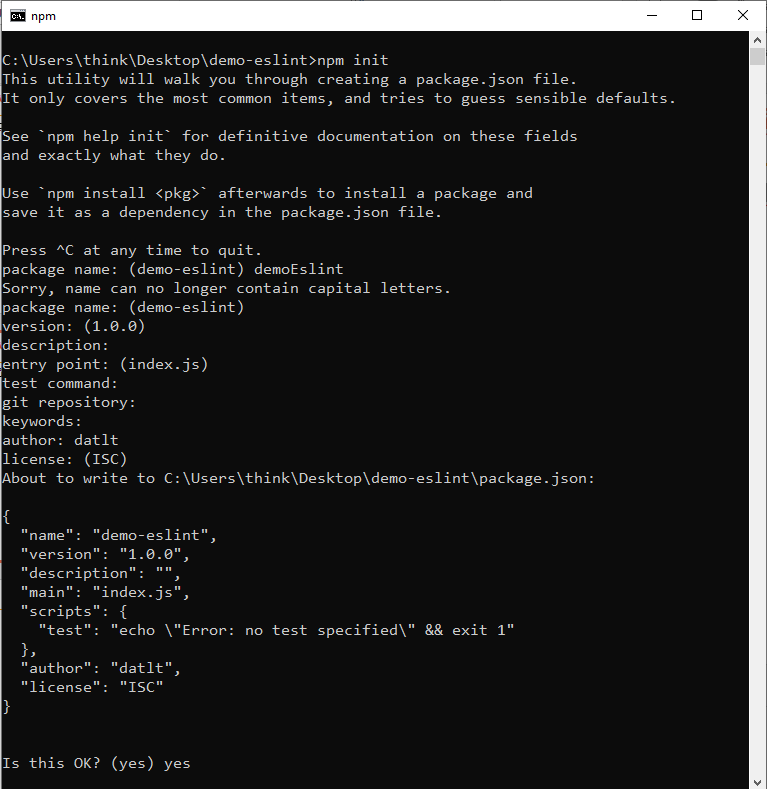 npm
C:\Users\think\Desktop\demo-eslint>npm init
This utility will walk you through creating a package.json file.
It only covers the most common items, and tries to guess sensible defaults.
See `npm help init` for definitive documentation on these fields
and exactly what they do.
Use `npm install <pkg>` afterwards to install a package and
save it as a dependency in the package.json file.
Press ^C at any time to quit.
package name: (demo-eslint) demoEslint
Sorry, name can no longer contain capital letters.
package name: (demo-eslint)
version: (1.0.0)
description:
entry point: (index.js)
test command:
git repository:
keywords:
author: datlt
license: (ISC)
About to write to C:\Users\think\Desktop\demo-eslint\package.json:
{
  "name": "demo-eslint",
  "version": "1.0.0",
  "description": "",
  "main": "index.js",
  "scripts": {
    "test": "echo \"Error: no test specified\" && exit 1"
  },
  "author": "datlt",
  "license": "ISC"
}
Is this OK? (yes) yes